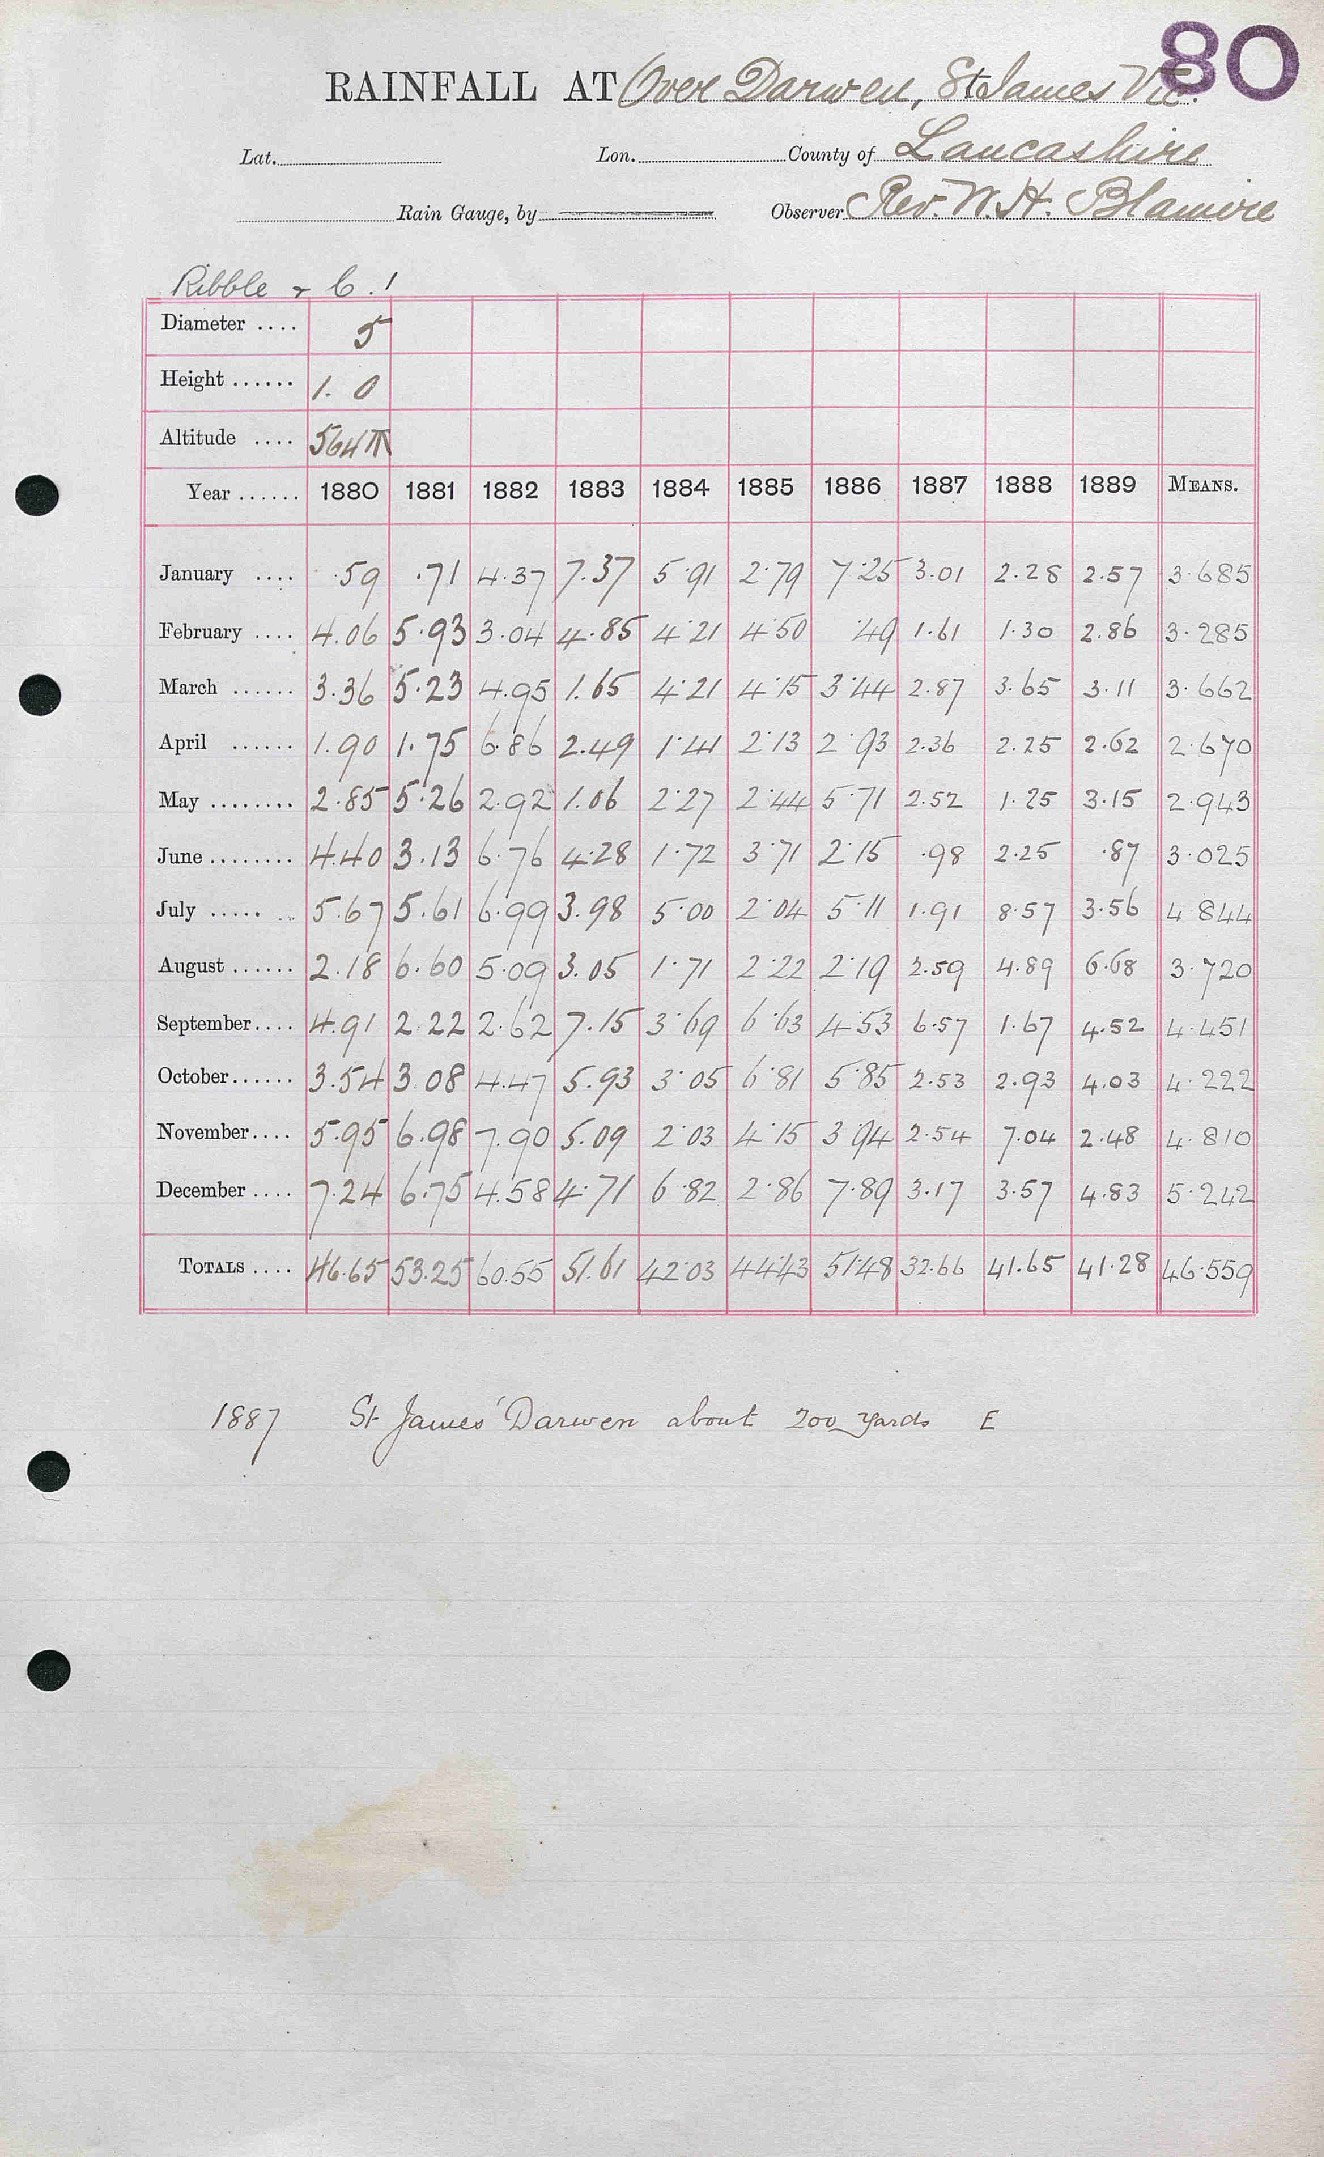 80
RAINFALL AT Over Darwen, St James Vic.
Lat. Lon. County of Lancashire
Rain Gauge, by Observer Rev. W. H. Blamire
Ribble & C. 1
Diameter .... 5
Height ...... 1. 0
Altitude .... 564 T
Year ...... 1880 1881 1882 1883 1884 1885 1886 1887 1888 1889 MEANS.
January .... .59 .71 4.37 7.37 5.91 2.79 7.25 3.01 2.28 2.57 3.685
February .... 4.06 5.93 3.04 4.85 4.21 4.50 .49 1.61 1.30 2.86 3.285
March ...... 3.36 5.23 4.95 1.65 4.21 4.15 3.44 2.87 3.65 3.11 3.662
April ...... 1.90 1.75 6.86 2.49 1.41 2.13 2.93 2.36 2.25 2.62 2.670
May ........ 2.85 5.26 2.92 1.06 2.27 2.44 5.71 2.52 1.25 3.15 2.943
June ........ 4.40 3.13 6.76 4.28 1.72 3.71 2.15 .98 2.25 .87 3.025
July ..... .. 5.67 5.61 6.99 3.98 5.00 2.04 5.11 1.91 8.57 3.56 4.844
August ...... 2.18 6.60 5.09 3.05 1.71 2.22 2.19 2.59 4.89 6.68 3.720
September .... 4.91 2.22 2.62 7.15 3.69 6.63 4.53 6.57 1.67 4.52 4.451
October ...... 3.54 3.08 4.47 5.93 3.05 6.81 5.85 2.53 2.93 4.03 4.222
November .... 5.95 6.98 7.90 5.09 2.03 4.15 3.94 2.54 7.04 2.48 4.810
December .... 7.24 6.75 4.58 4.71 6.82 2.86 7.89 3.17 3.57 4.83 5.242
TOTALS .... 46.65 53.25 60.55 51.61 42.03 44.43 51.48 32.66 41.65 41.28 46.559
1887 St James' Darwen about 200 yards E